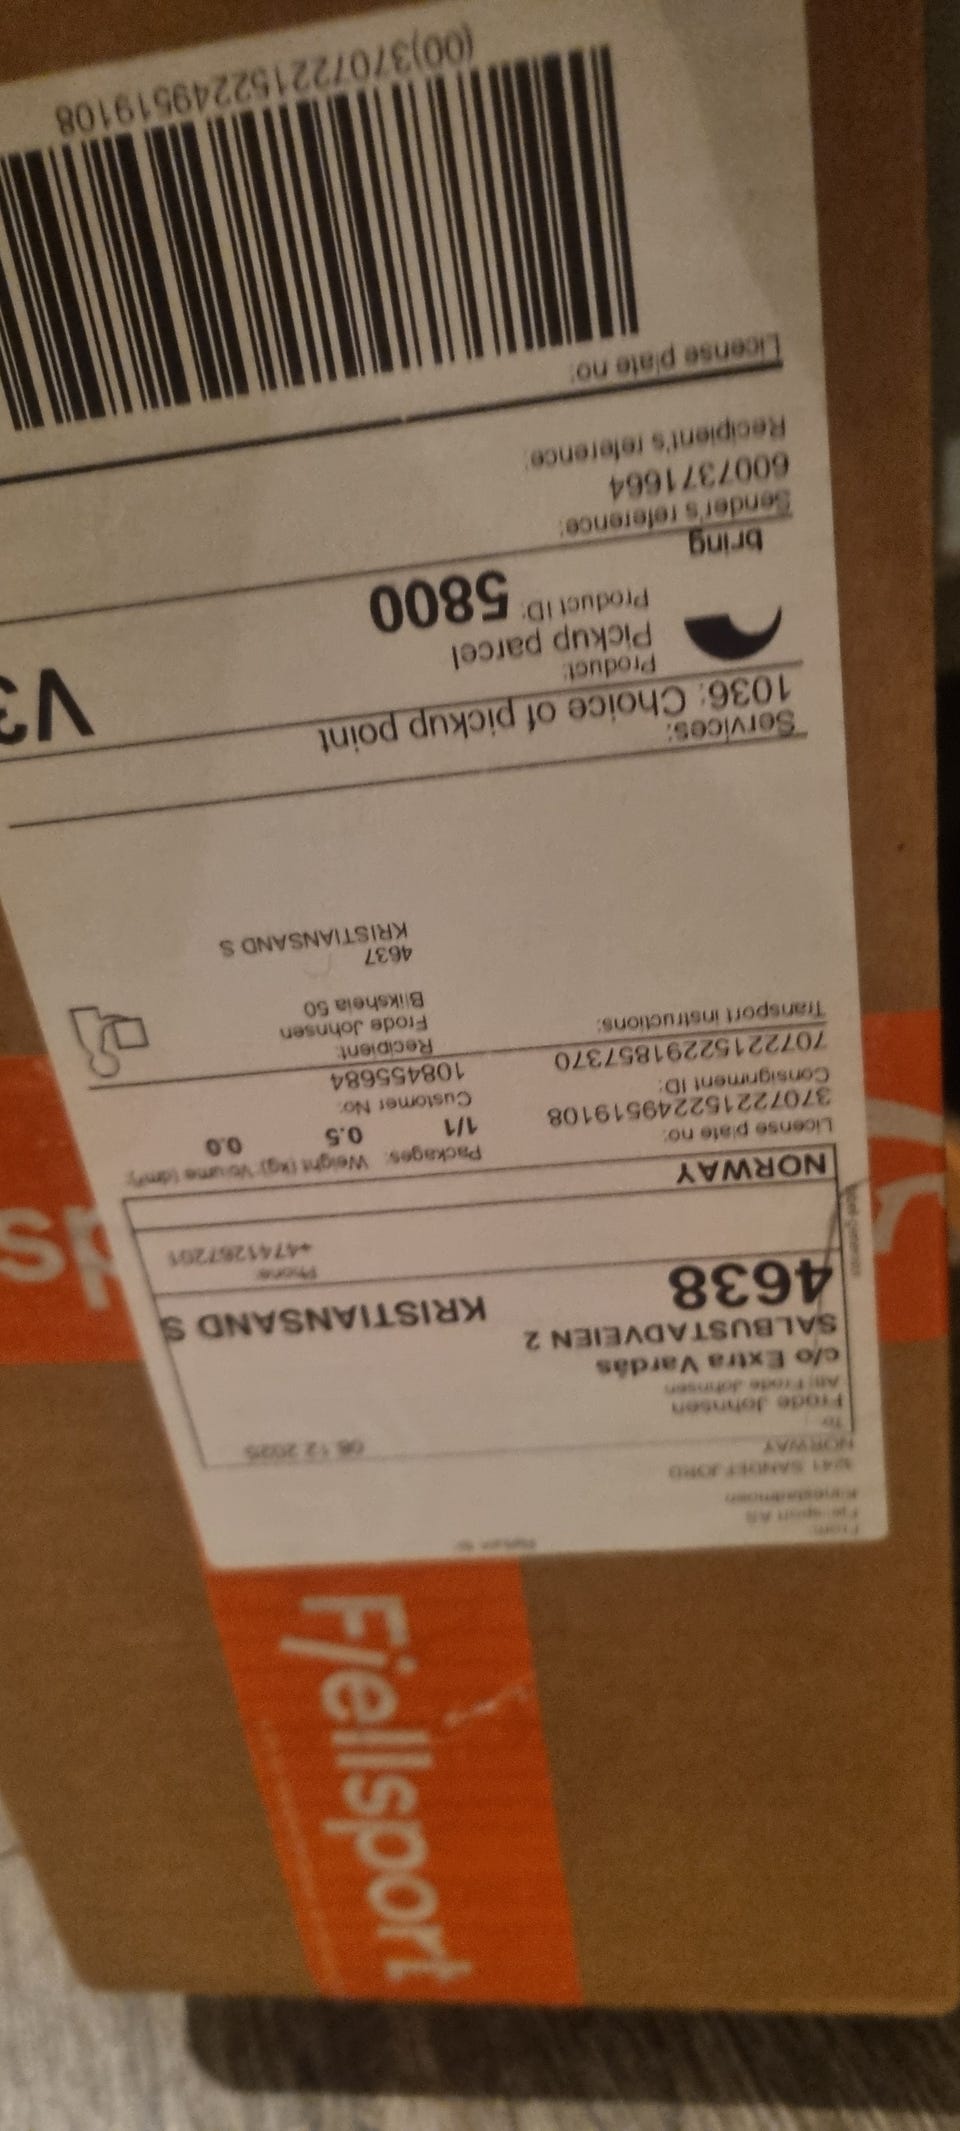 From:
Fjellsport AS
3241 SANDEFJORD
NORWAY
06.12.2025
To:
Frode Johnsen
Att: Frode Johnsen
c/o Extra Vardås
SALBUSTADVEIEN 2
4638 KRISTIANSAND S
Phone:
+4741267201
NORWAY
License plate no:
370722152249519108
Consignment ID:
70722152291857370
Transport instructions:
Packages: Weight (kg): Volume (dm³):
1/1 0.5 0.0
Customer No:
108455684
Recipient:
Frode Johnsen
Bliksheia 50
4637
KRISTIANSAND S
Services:
1036: Choice of pickup point
Product:
Pickup parcel
Product ID: 5800
V3
bring
Sender's reference:
6007371664
Recipient's reference:
License plate no:
(00)370722152249519108
Fjellsport